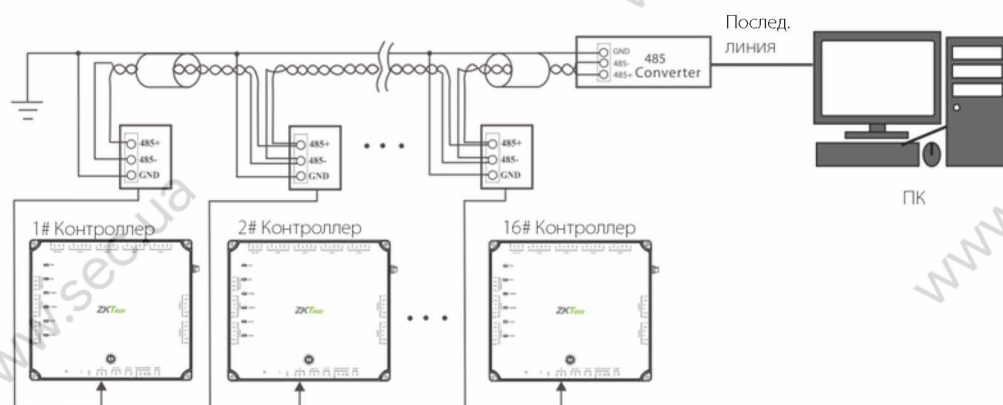 Послед.
линия
GND
485-
485+
485
Converter
485+
485-
GND
485+
485-
GND
485+
485-
GND
ПК
1# Контроллер
2# Контроллер
16# Контроллер
ZKTeco
ZKTeco
ZKTeco
www.sec.ua
www